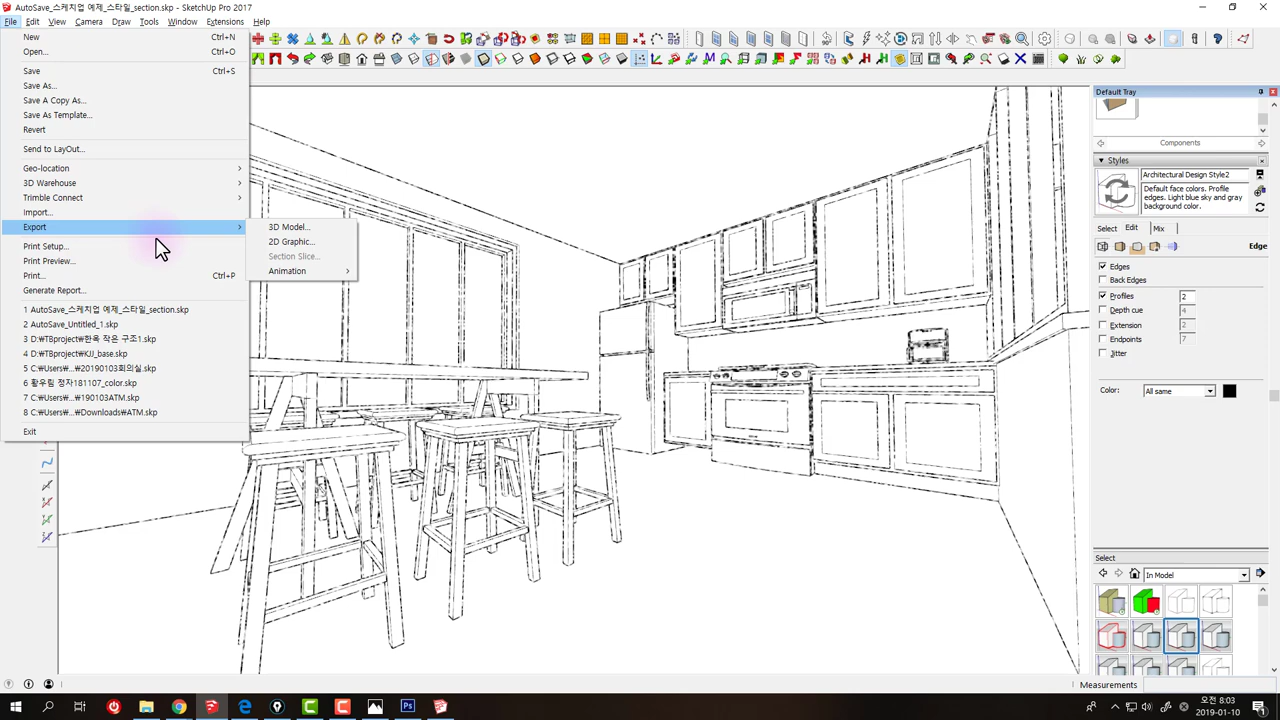 AutoSave_스케치업 예제_스타일_section.skp - SketchUp Pro 2017
File Edit View Camera Draw Tools Window Extensions Help
New Ctrl+N
Open... Ctrl+O
Save Ctrl+S
Save As...
Save A Copy As...
Save As Template...
Revert
Send to LayOut...
Geo-location
3D Warehouse
Trimble Connect
Import...
Export
3D Model...
2D Graphic...
Section Slice...
Animation
Print Setup...
Print Preview...
Print... Ctrl+P
Generate Report...
1 AutoSave_스케치업 예제_스타일_section.skp
2 AutoSave_Untitled_1.skp
3 D:₩TBproject₩한옥 작은 구조1.skp
4 D:₩TBproject₩KJJ_base.skp
5 C:₩Users₩...₩20190103회의실.skp
6 황우림 정자181107_color.skp
7 C:₩Users₩...₩190103₩ATM.skp
8 C:₩Users₩...₩Downloads₩ATM.skp
Exit
Default Tray
Components
Styles
Architectural Design Style2
Default face colors. Profile edges. Light blue sky and gray background color.
Select Edit Mix
Edge
Edges
Back Edges
Profiles 2
Depth cue 4
Extension 2
Endpoints 7
Jitter
Color: All same
Select
In Model
Measurements
오전 8:03
2019-01-10